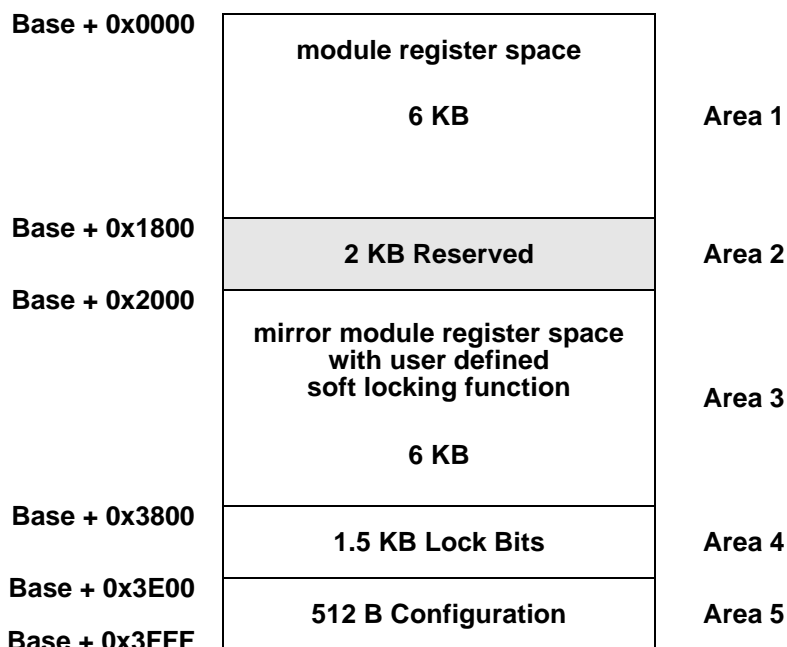 Base + 0x0000
module register space
6 KB
Area 1
Base + 0x1800
2 KB Reserved
Area 2
Base + 0x2000
mirror module register space
with user defined
soft locking function
Area 3
6 KB
Base + 0x3800
1.5 KB Lock Bits
Area 4
Base + 0x3E00
512 B Configuration
Area 5
Base + 0x3FFF